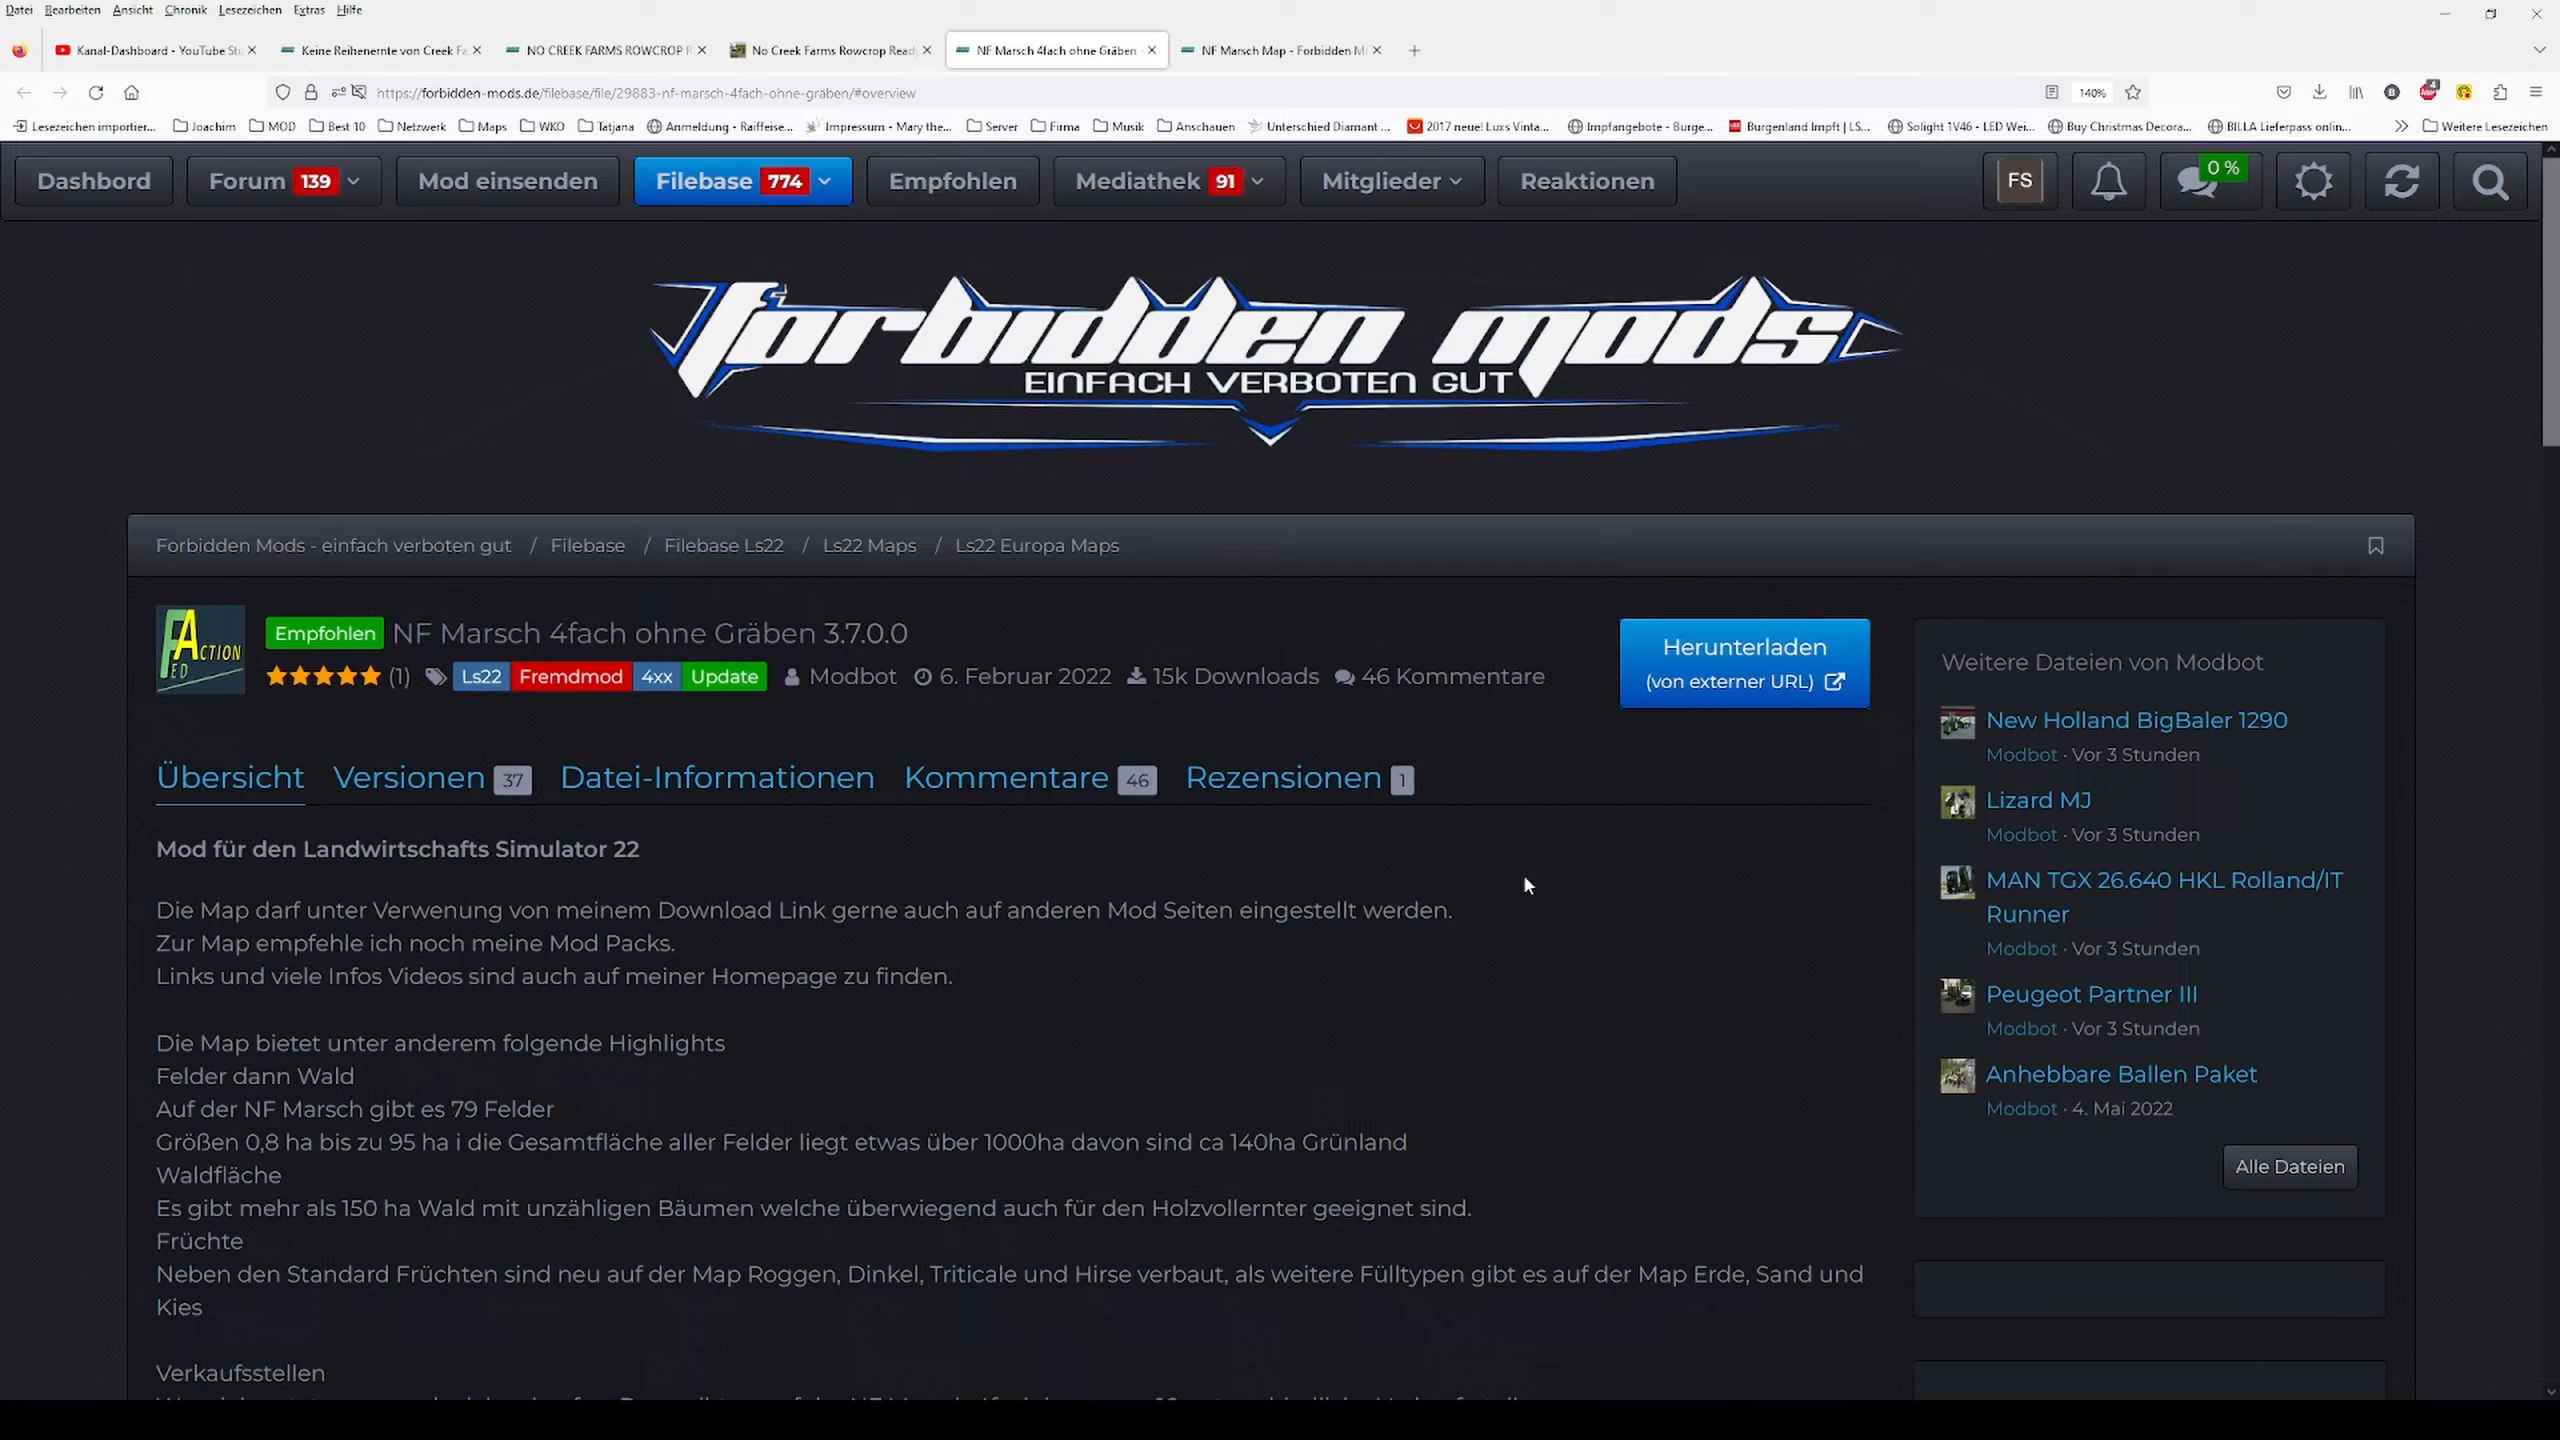 Datei Bearbeiten Ansicht Chronik Lesezeichen Extras Hilfe
Kanal-Dashboard - YouTube Stu Keine Reihenernte von Creek Fa NO CREEK FARMS ROWCROP R No Creek Farms Rowcrop Ready NF Marsch 4fach ohne Gräben - NF Marsch Map - Forbidden Mo
https://forbidden-mods.de/filebase/file/29883-nf-marsch-4fach-ohne-gräben/#overview 140% 4
Lesezeichen importier... Joachim MOD Best 10 Netzwerk Maps WKO Tatjana Anmeldung - Raiffeise... Impressum - Mary the... Server Firma Musik Anschauen Unterschied Diamant ... 2017 neue! Luxs Vinta... Impfangebote - Burge... Burgenland Impft | LS... Solight 1V46 - LED Wei... Buy Christmas Decora... BILLA Lieferpass onlin... Weitere Lesezeichen
Dashbord Forum 139 Mod einsenden Filebase 774 Empfohlen Mediathek 91 Mitglieder Reaktionen FS 0 %
forbidden mods
EINFACH VERBOTEN GUT
Forbidden Mods - einfach verboten gut / Filebase / Filebase Ls22 / Ls22 Maps / Ls22 Europa Maps
FED ACTION
Empfohlen NF Marsch 4fach ohne Gräben 3.7.0.0
(1) Ls22 Fremdmod 4xx Update Modbot 6. Februar 2022 15k Downloads 46 Kommentare
Herunterladen
(von externer URL)
Übersicht Versionen 37 Datei-Informationen Kommentare 46 Rezensionen 1
Mod für den Landwirtschafts Simulator 22
Die Map darf unter Verwenung von meinem Download Link gerne auch auf anderen Mod Seiten eingestellt werden.
Zur Map empfehle ich noch meine Mod Packs.
Links und viele Infos Videos sind auch auf meiner Homepage zu finden.
Die Map bietet unter anderem folgende Highlights
Felder dann Wald
Auf der NF Marsch gibt es 79 Felder
Größen 0,8 ha bis zu 95 ha i die Gesamtfläche aller Felder liegt etwas über 1000ha davon sind ca 140ha Grünland
Waldfläche
Es gibt mehr als 150 ha Wald mit unzähligen Bäumen welche überwiegend auch für den Holzvollernter geeignet sind.
Früchte
Neben den Standard Früchten sind neu auf der Map Roggen, Dinkel, Triticale und Hirse verbaut, als weitere Fülltypen gibt es auf der Map Erde, Sand und
Kies
Verkaufsstellen
Weitere Dateien von Modbot
New Holland BigBaler 1290
Modbot · Vor 3 Stunden
Lizard MJ
Modbot · Vor 3 Stunden
MAN TGX 26.640 HKL Rolland/IT
Runner
Modbot · Vor 3 Stunden
Peugeot Partner III
Modbot · Vor 3 Stunden
Anhebbare Ballen Paket
Modbot · 4. Mai 2022
Alle Dateien